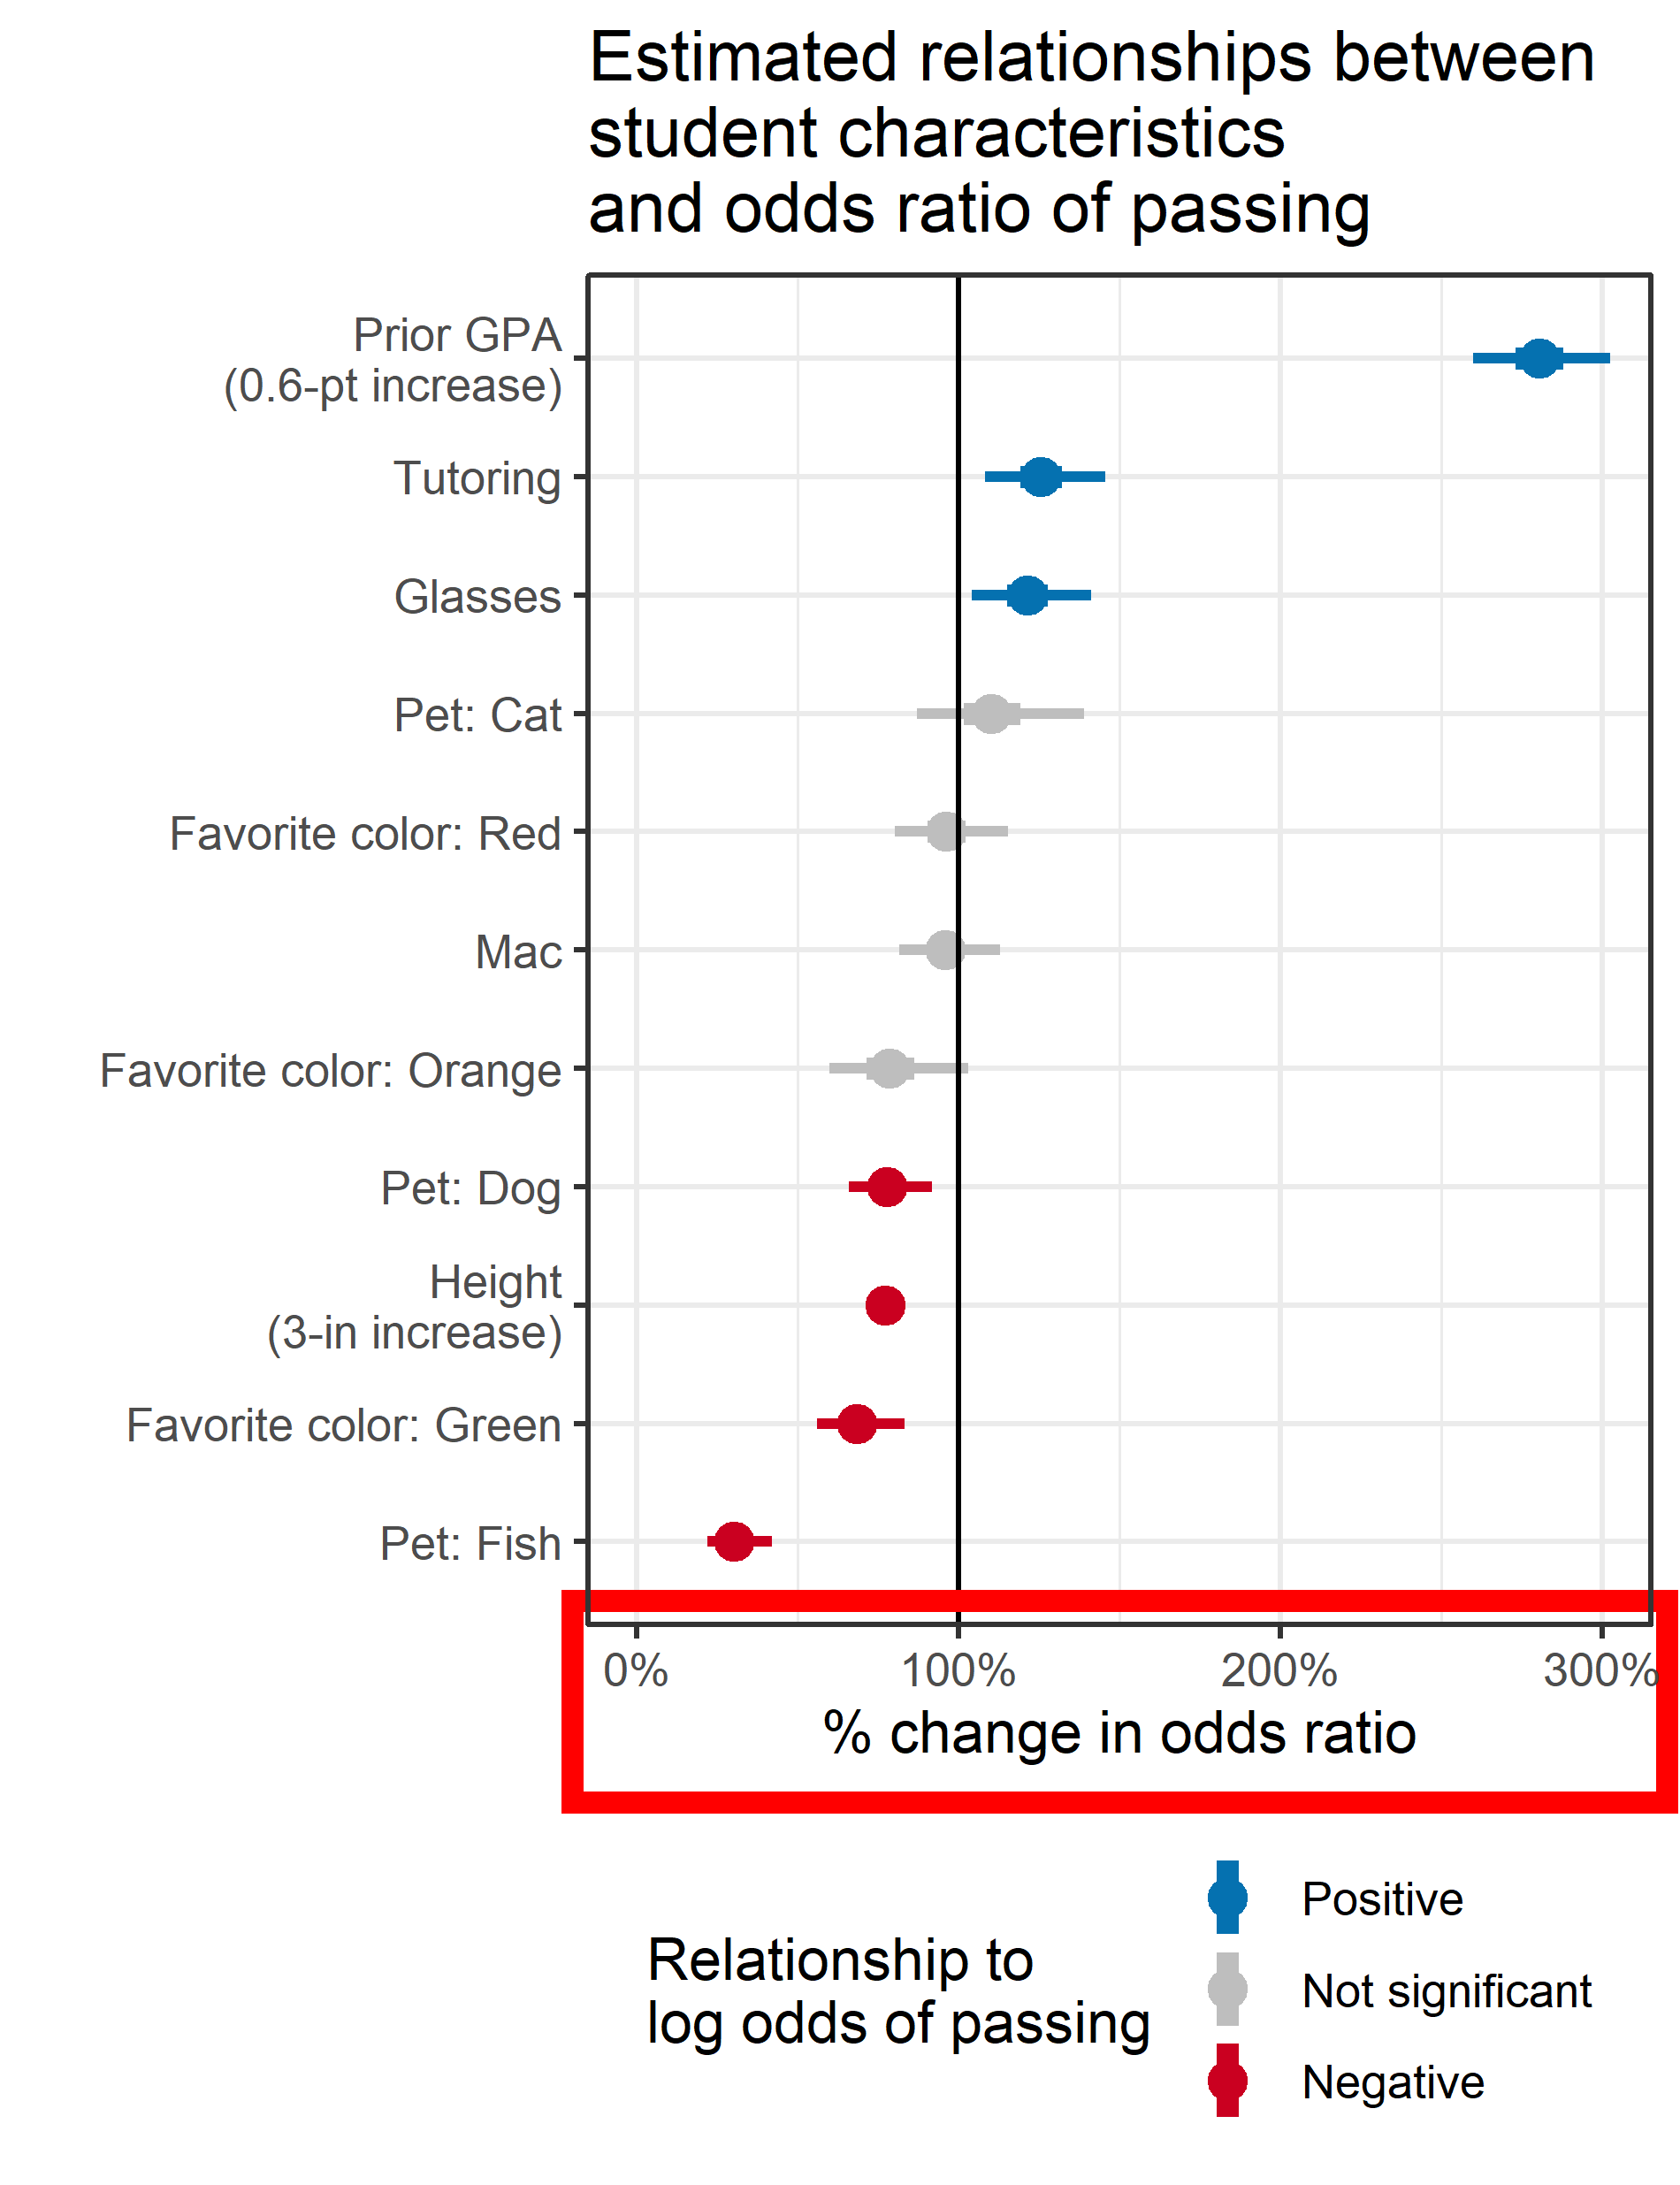 Estimated relationships between
student characteristics
and odds ratio of passing
Prior GPA
(0.6-pt increase)
Tutoring
Glasses
Pet: Cat
Favorite color: Red
Mac
Favorite color: Orange
Pet: Dog
Height
(3-in increase)
Favorite color: Green
Pet: Fish
0% 100% 200% 300%
% change in odds ratio
Relationship to
log odds of passing
Positive
Not significant
Negative